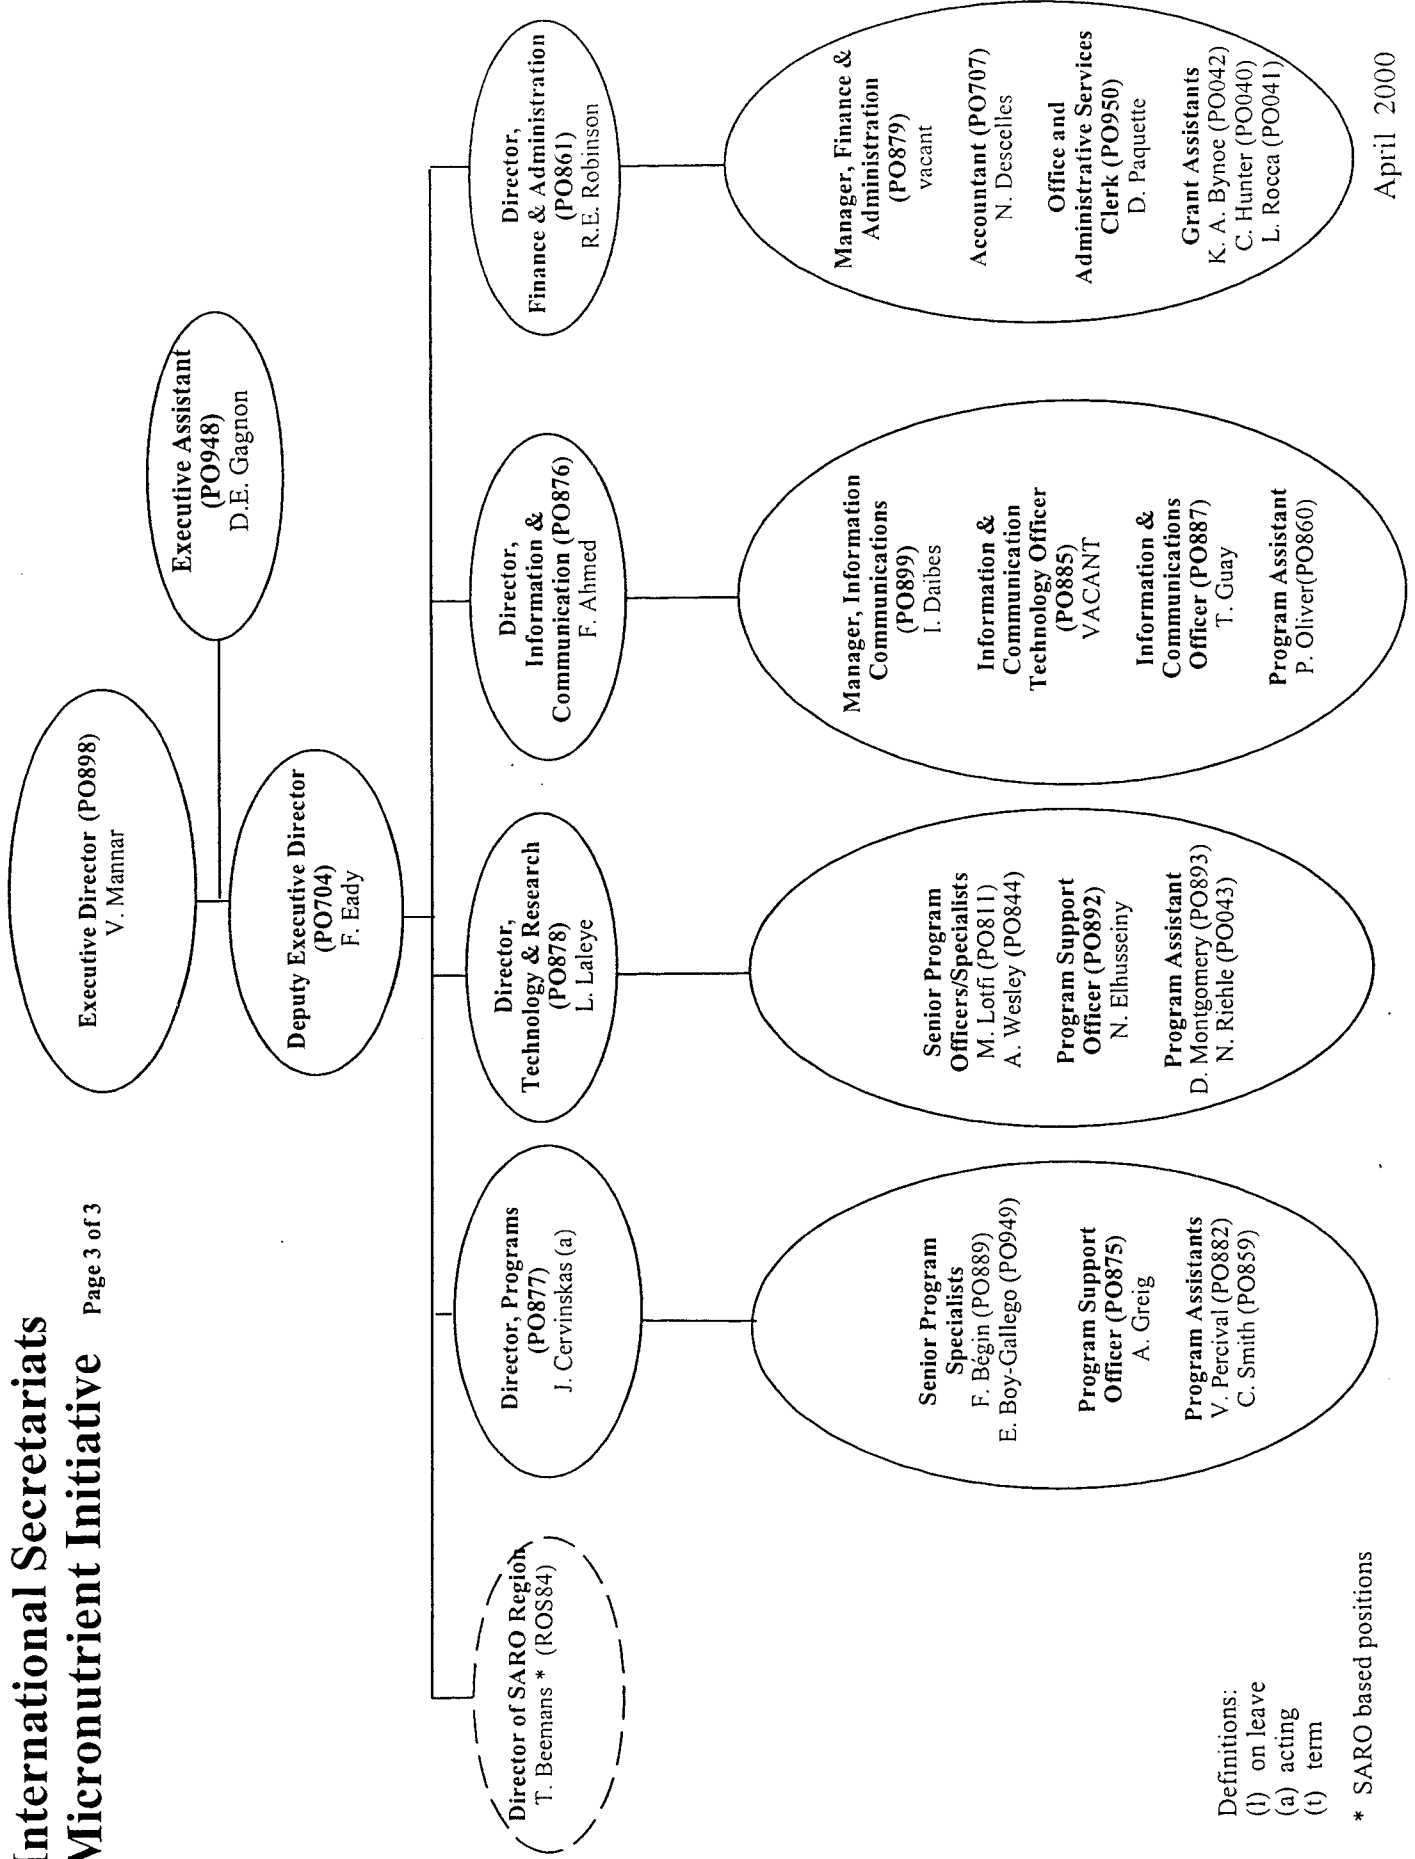 International Secretariats
Micronutrient Initiative Page 3 of 3
Executive Director (PO898)
V. Mannar
Executive Assistant
(PO948)
D.E. Gagnon
Deputy Executive Director
(PO704)
F. Eady
Director of SARO Region
T. Beemans * (ROS84)
Director, Programs
(PO877)
J. Cervinskas (a)
Director,
Technology & Research
(PO878)
L. Laleye
Director,
Information &
Communication (PO876)
F. Ahmed
Director,
Finance & Administration
(PO861)
R.E. Robinson
Senior Program
Specialists
F. Bégin (PO889)
E. Boy-Gallego (PO949)
Program Support
Officer (PO875)
A. Greig
Program Assistants
V. Percival (PO882)
C. Smith (PO859)
Senior Program
Officers/Specialists
M. Lotfi (PO811)
A. Wesley (PO844)
Program Support
Officer (PO892)
N. Elhusseiny
Program Assistant
D. Montgomery (PO893)
N. Riehle (PO043)
Manager, Information
Communications
(PO899)
I. Daibes
Information &
Communication
Technology Officer
(PO885)
VACANT
Information &
Communications
Officer (PO887)
T. Guay
Program Assistant
P. Oliver(PO860)
Manager, Finance &
Administration
(PO879)
vacant
Accountant (PO707)
N. Descelles
Office and
Administrative Services
Clerk (PO950)
D. Paquette
Grant Assistants
K. A. Bynoe (PO042)
C. Hunter (PO040)
L. Rocca (PO041)
Definitions:
(l) on leave
(a) acting
(t) term
* SARO based positions
April 2000